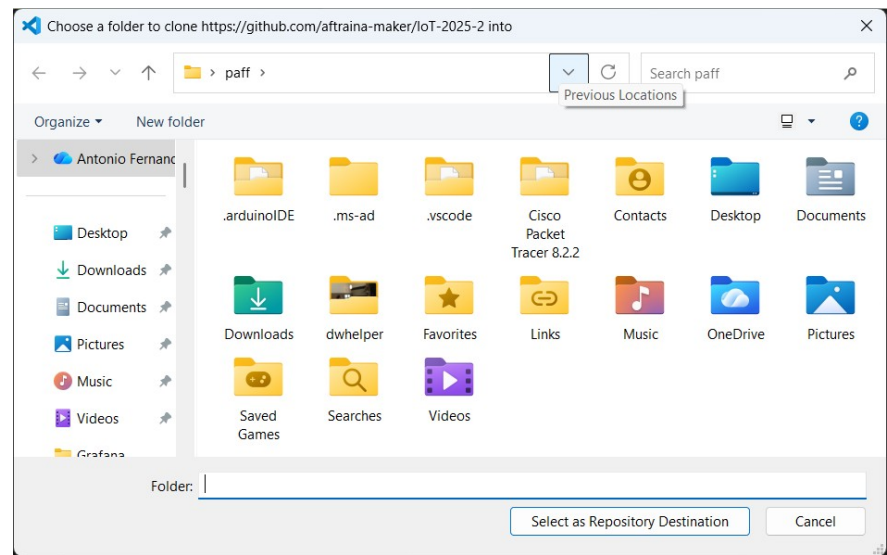 Choose a folder to clone https://github.com/aftraina-maker/IoT-2025-2 into
paff
Search paff
Previous Locations
Organize
New folder
Antonio Fernanc
.arduinoIDE
.ms-ad
.vscode
Cisco
Packet
Tracer 8.2.2
Contacts
Desktop
Documents
Desktop
Downloads
Documents
Pictures
Music
Videos
Grafana
Downloads
dwhelper
Favorites
Links
Music
OneDrive
Pictures
Saved
Games
Searches
Videos
Folder:
Select as Repository Destination
Cancel